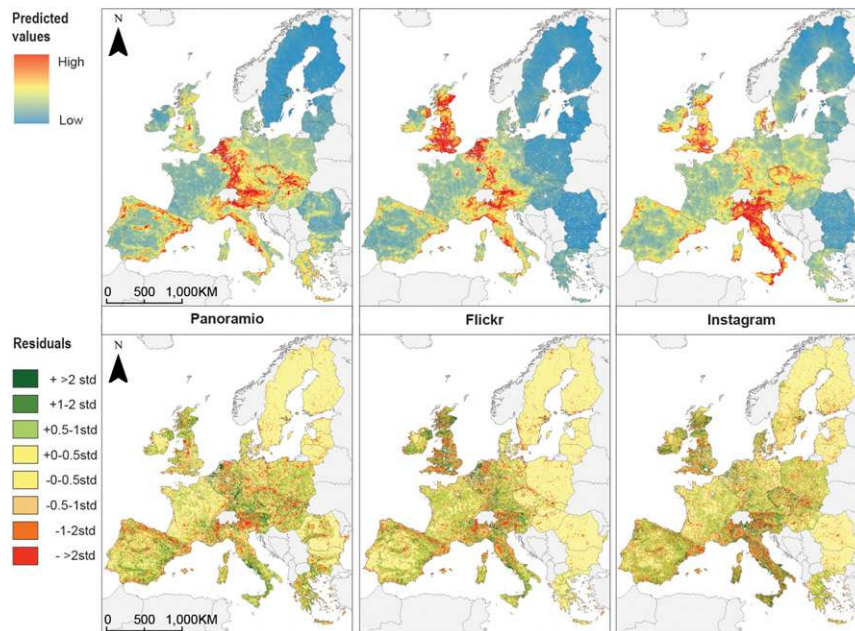 Predicted
values
High
Low
N
0 500 1,000KM
Panoramio
Flickr
Instagram
Residuals
N
+ >2 std
+1-2 std
+0.5-1std
+0-0.5std
-0-0.5std
-0.5-1std
-1-2std
- >2std
0 500 1,000KM